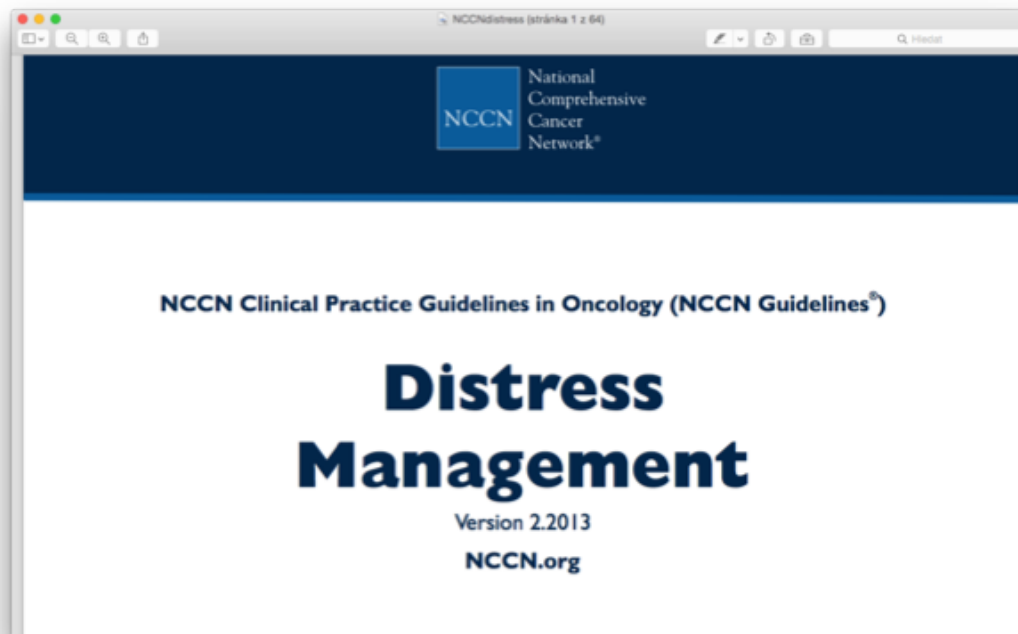 NCCNdistress (stránka 1 z 64)
Hledat
NCCN
National
Comprehensive
Cancer
Network®
NCCN Clinical Practice Guidelines in Oncology (NCCN Guidelines®)
Distress
Management
Version 2.2013
NCCN.org